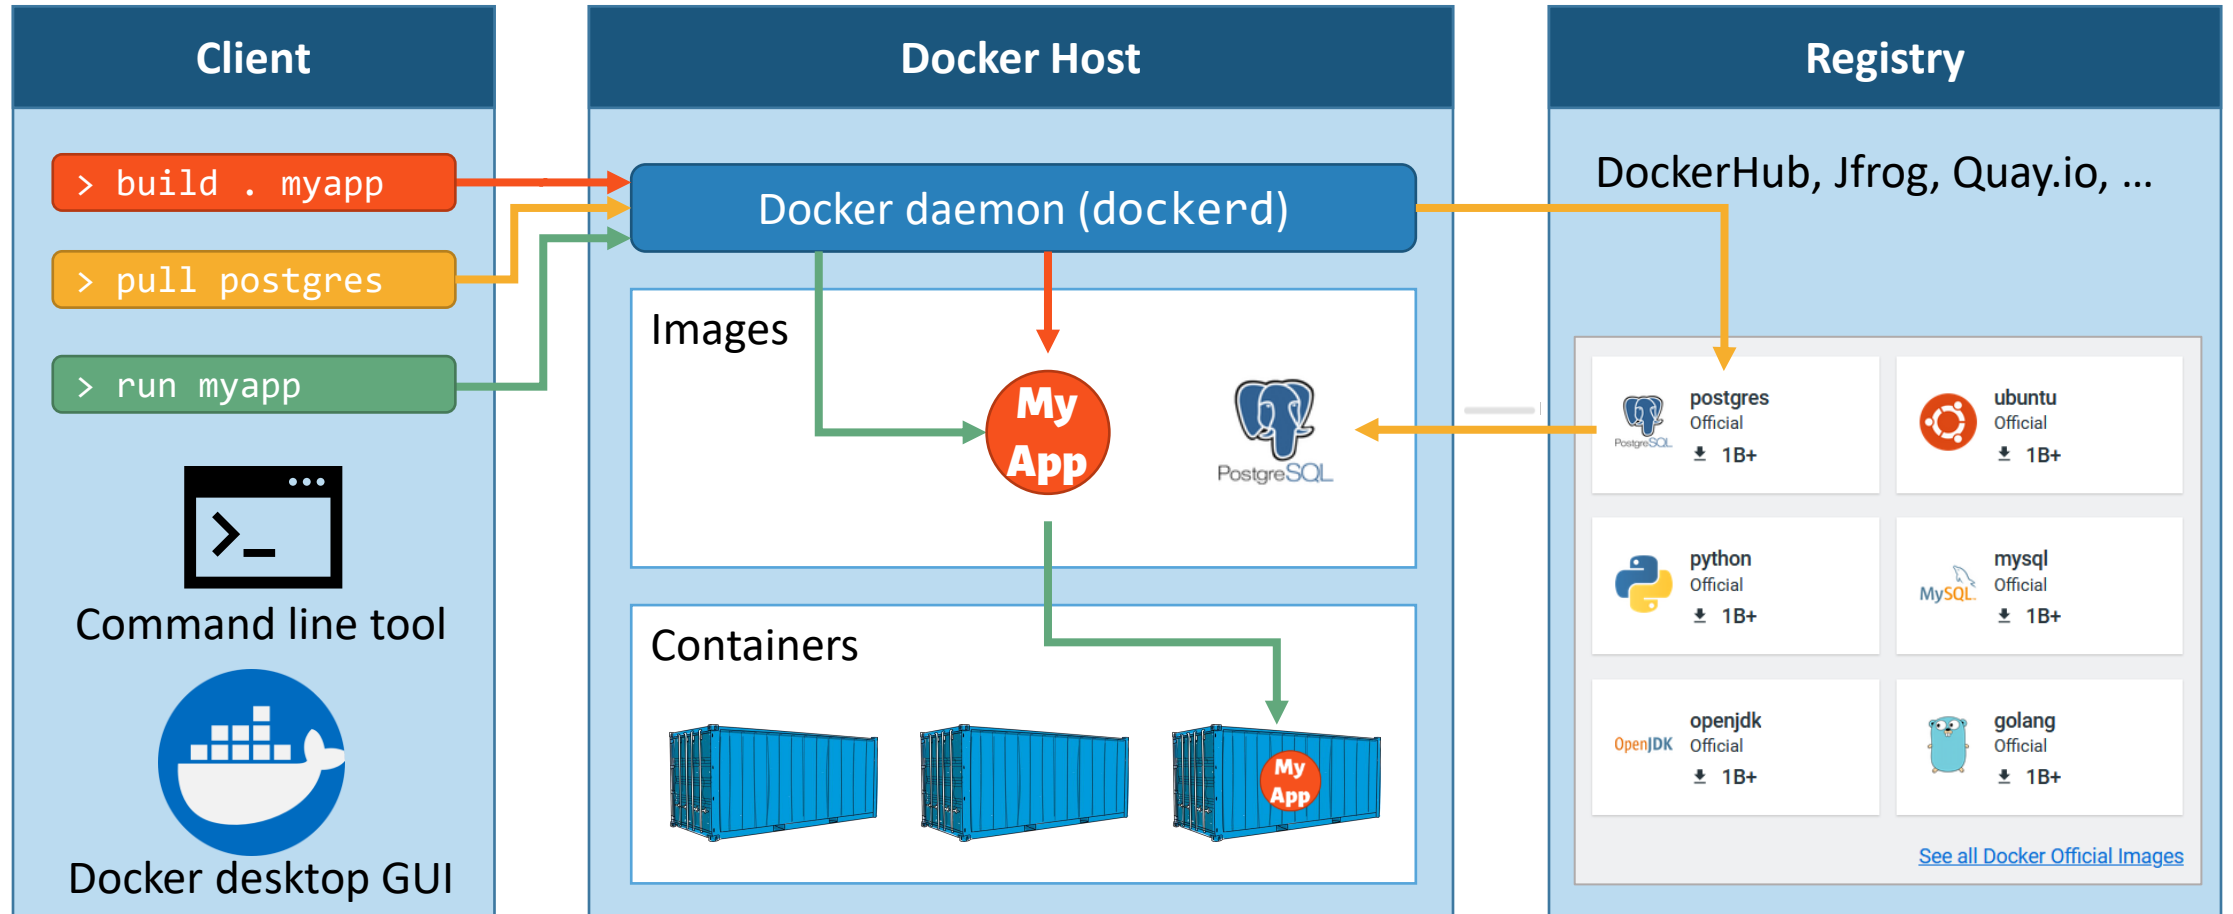 Client
> build . myapp
> pull postgres
> run myapp
>_
Command line tool
Docker desktop GUI
Docker Host
Docker daemon (dockerd)
Images
My
App
PostgreSQL
Containers
My
App
Registry
DockerHub, Jfrog, Quay.io, ...
PostgreSQL
postgres
Official
1B+
ubuntu
Official
1B+
python
Official
1B+
MySQL
mysql
Official
1B+
OpenJDK
openjdk
Official
1B+
golang
Official
1B+
See all Docker Official Images